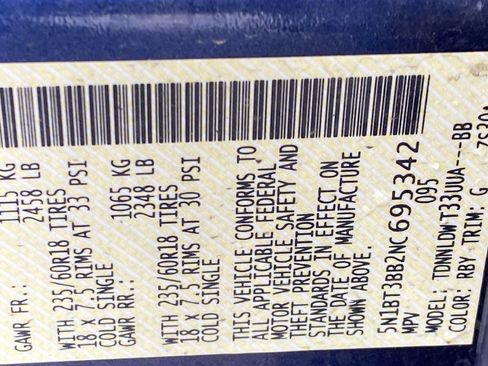 GAWR FR: 1115 KG
2458 LB
WITH 235/60R18 TIRES
18 X 7.5 RIMS AT 33 PSI
COLD SINGLE
GAWR RR: 1065 KG
2348 LB
WITH 235/60R18 TIRES
18 X 7.5 RIMS AT 30 PSI
COLD SINGLE
THIS VEHICLE CONFORMS TO
ALL APPLICABLE FEDERAL
MOTOR VEHICLE SAFETY AND
THEFT PREVENTION
STANDARDS IN EFFECT ON
THE DATE OF MANUFACTURE
SHOWN ABOVE.
5N1BT3BB2NC695342
MPV 095
MODEL: TDNNLDWT33UUA---BB
COLOR: RBY TRIM: G